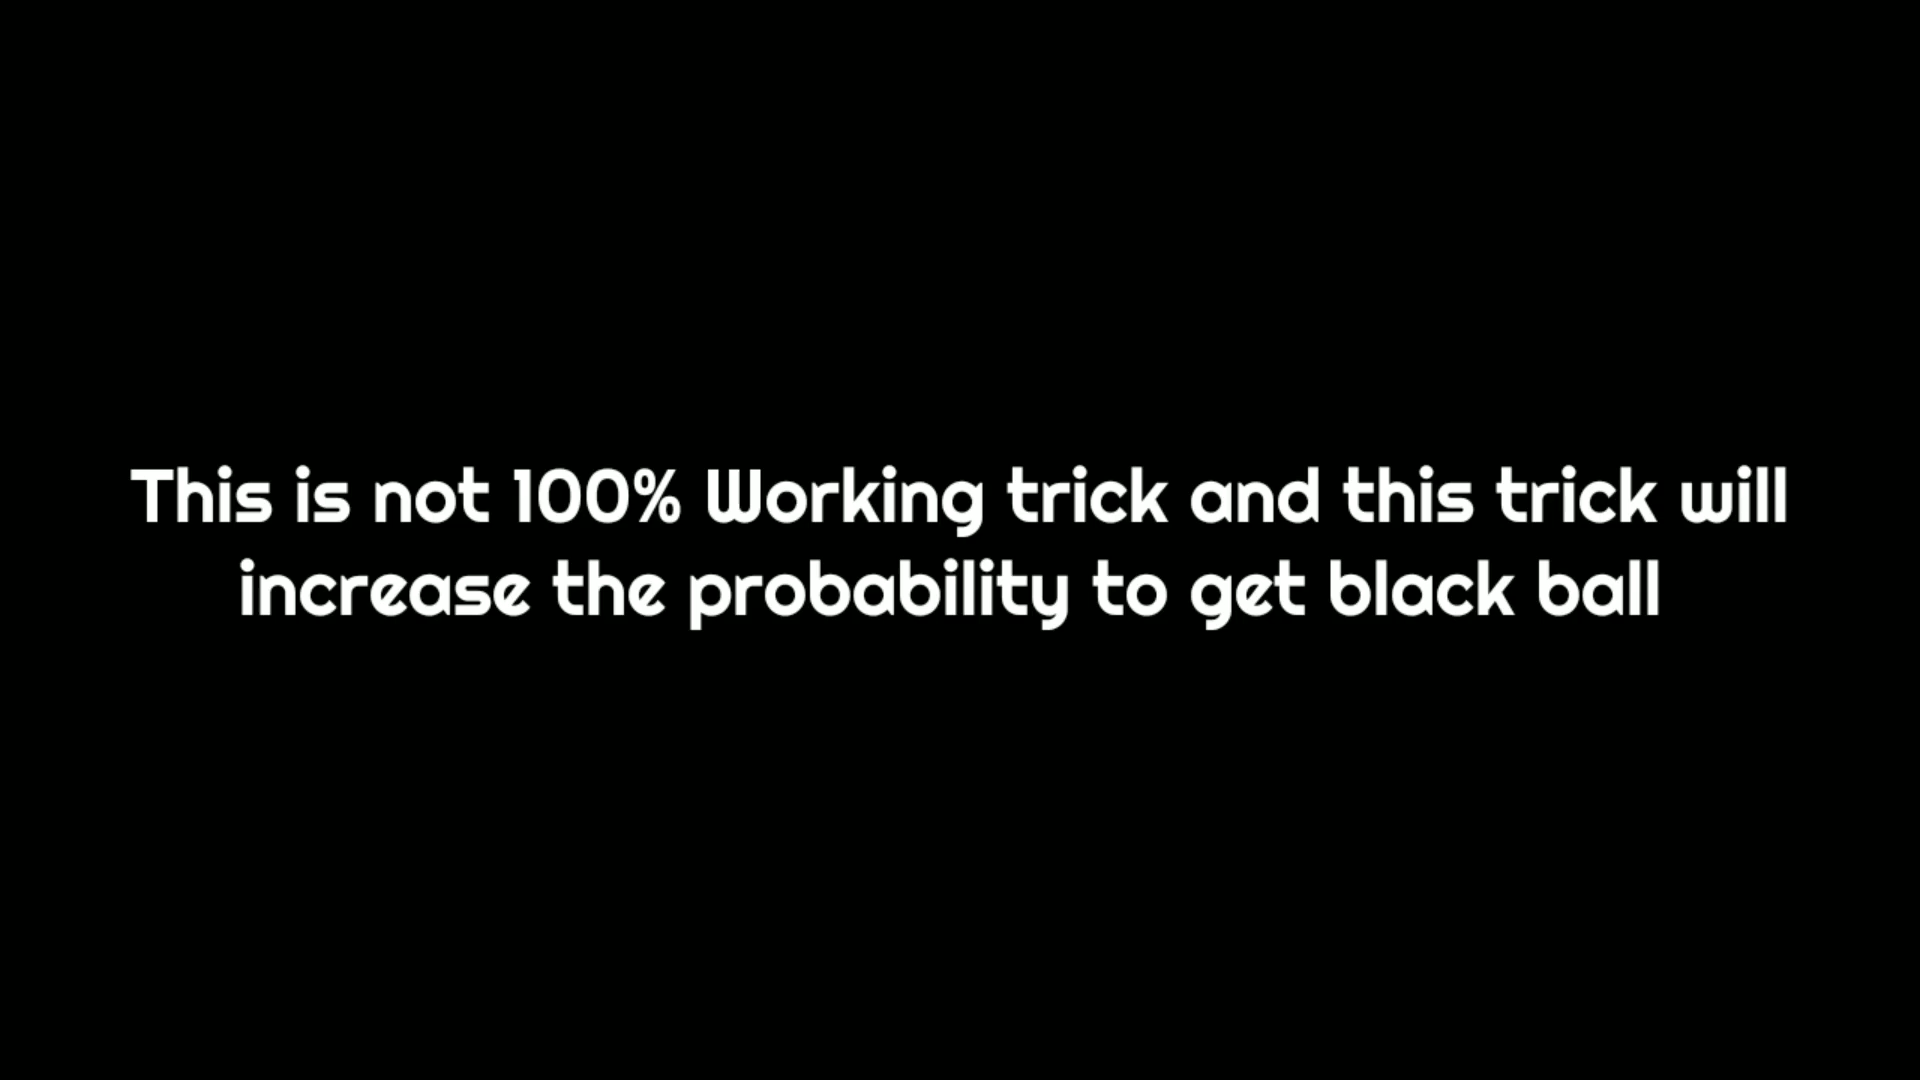 This is not 100% Working trick and this trick will
increase the probability to get black ball